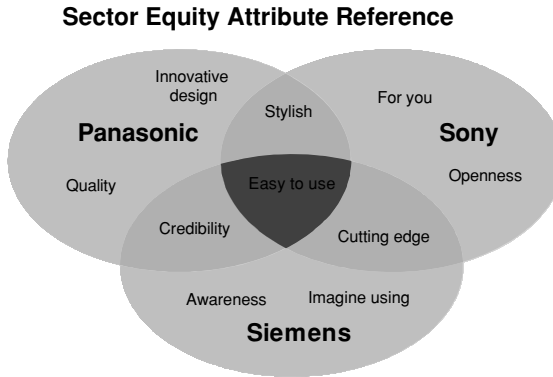 Sector Equity Attribute Reference
Innovative
design
Stylish
For you
Panasonic
Sony
Quality
Easy to use
Openness
Credibility
Cutting edge
Awareness
Imagine using
Siemens